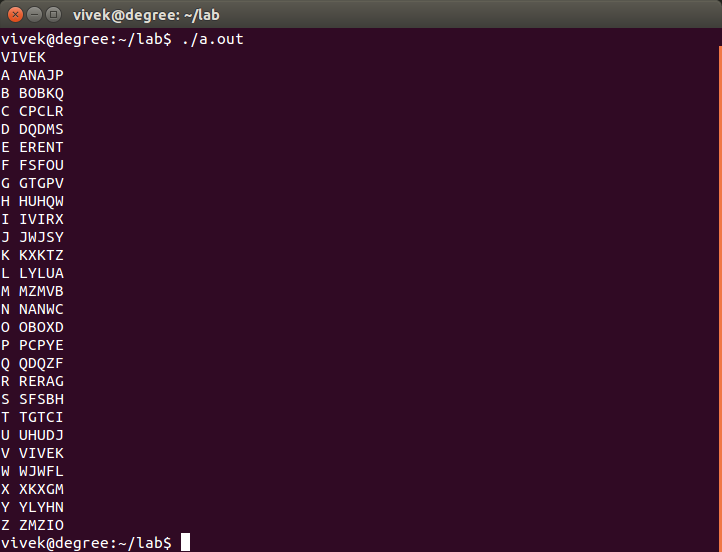 vivek@degree: ~/lab
vivek@degree:~/lab$ ./a.out
VIVEK
A ANAJP
B BOBKQ
C CPCLR
D DQDMS
E ERENT
F FSFOU
G GTGPV
H HUHQW
I IVIRX
J JWJSY
K KXKTZ
L LYLUA
M MZMVB
N NANWC
O OBOXD
P PCPYE
Q QDQZF
R RERAG
S SFSBH
T TGTCI
U UHUDJ
V VIVEK
W WJWFL
X XKXGM
Y YLYHN
Z ZMZIO
vivek@degree:~/lab$